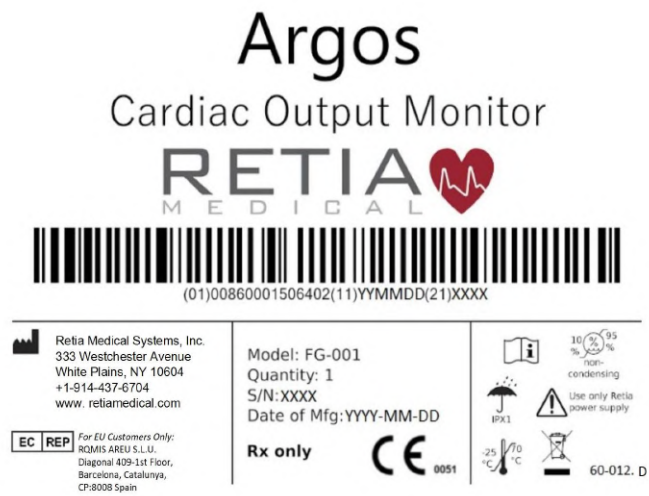 Argos
Cardiac Output Monitor
RETIA
MEDICAL
(01)00860001506402(11)YYMMDD(21)XXXX
Retia Medical Systems, Inc.
333 Westchester Avenue
White Plains, NY 10604
+1-914-437-6704
www. retiamedical.com
EC REP
For EU Customers Only:
RQMIS AREU S.L.U.
Diagonal 409-1st Floor,
Barcelona, Catalunya,
CP:8008 Spain
Model: FG-001
Quantity: 1
S/N:XXXX
Date of Mfg:YYYY-MM-DD
Rx only
CE 0051
i
10 % % 95 %
non-
condensing
IPX1
! Use only Retia
power supply
-25 °C 70 °C
60-012. D